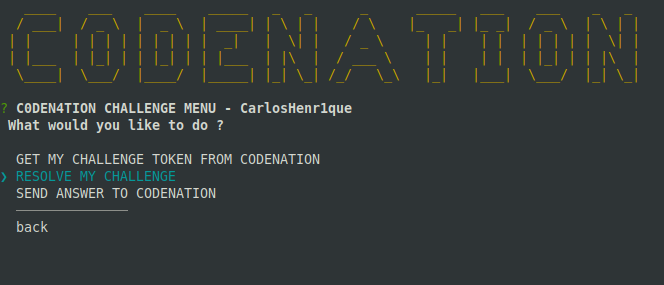 CODENATION
? C0DEN4TION CHALLENGE MENU - CarlosHenr1que
What would you like to do ?
GET MY CHALLENGE TOKEN FROM CODENATION
❯ RESOLVE MY CHALLENGE
SEND ANSWER TO CODENATION
back